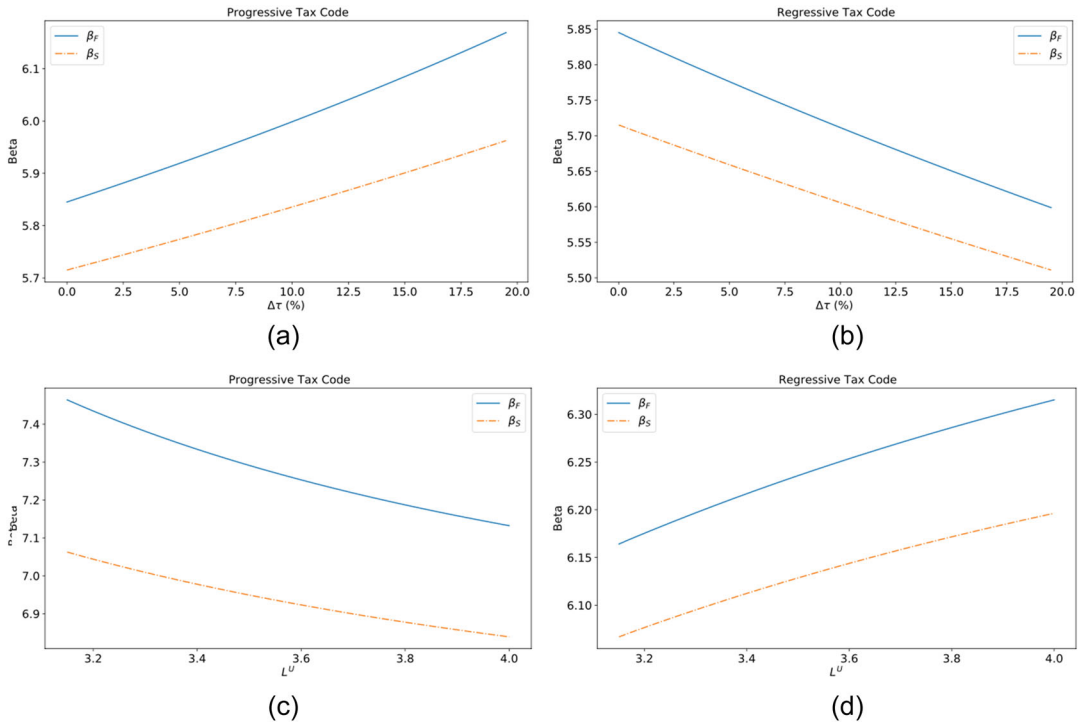 Progressive Tax Code
β_F
β_S
6.1
6.0
5.9
5.8
5.7
Beta
0.0 2.5 5.0 7.5 10.0 12.5 15.0 17.5 20.0
Δτ (%)
(a)
Regressive Tax Code
β_F
β_S
5.85
5.80
5.75
5.70
5.65
5.60
5.55
5.50
Beta
0.0 2.5 5.0 7.5 10.0 12.5 15.0 17.5 20.0
Δτ (%)
(b)
Progressive Tax Code
β_F
β_S
7.4
7.3
7.2
7.1
7.0
6.9
Beta
3.2 3.4 3.6 3.8 4.0
L^U
(c)
Regressive Tax Code
β_F
β_S
6.30
6.25
6.20
6.15
6.10
Beta
3.2 3.4 3.6 3.8 4.0
L^U
(d)